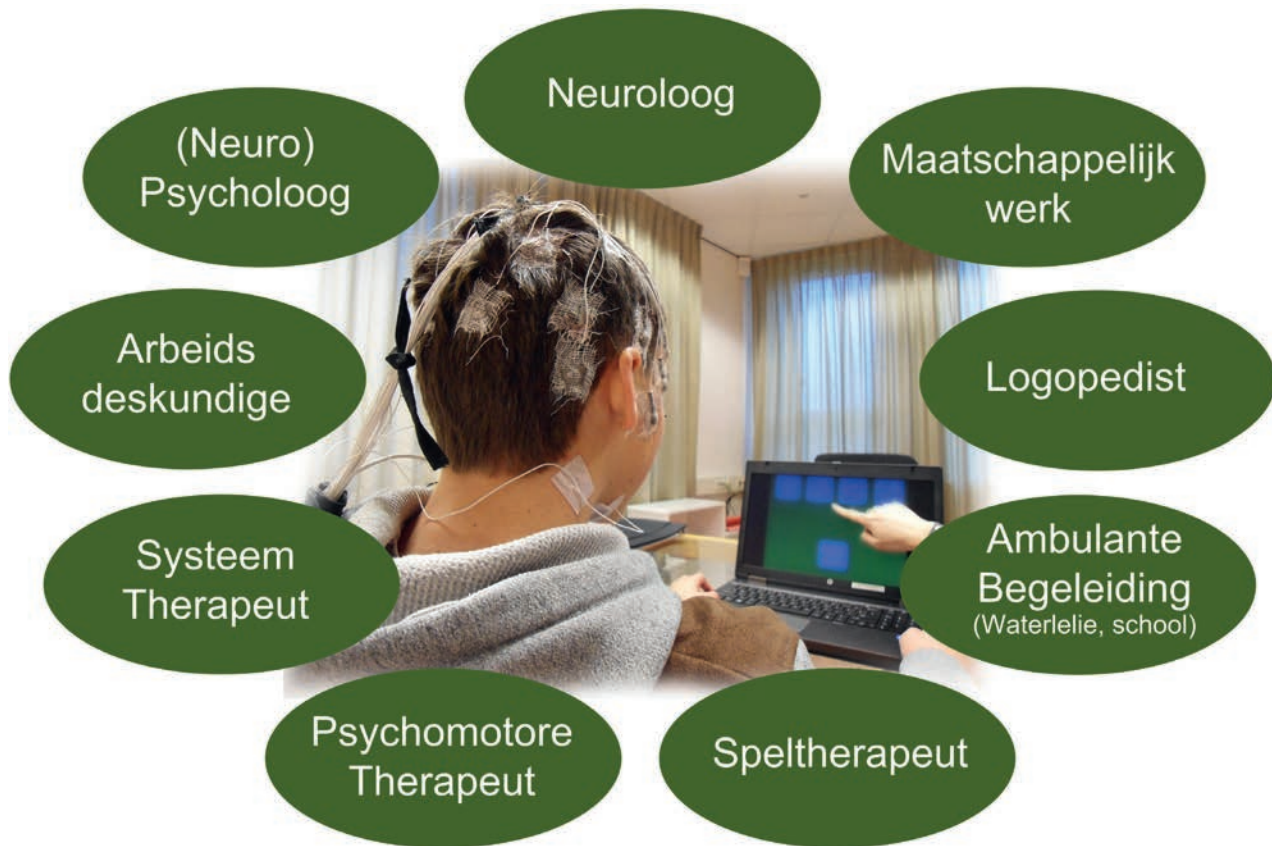 Neuroloog
(Neuro)
Psycholoog
Maatschappelijk
werk
Arbeids
deskundige
Logopedist
Systeem
Therapeut
Ambulante
Begeleiding
(Waterlelie, school)
Psychomotore
Therapeut
Speltherapeut